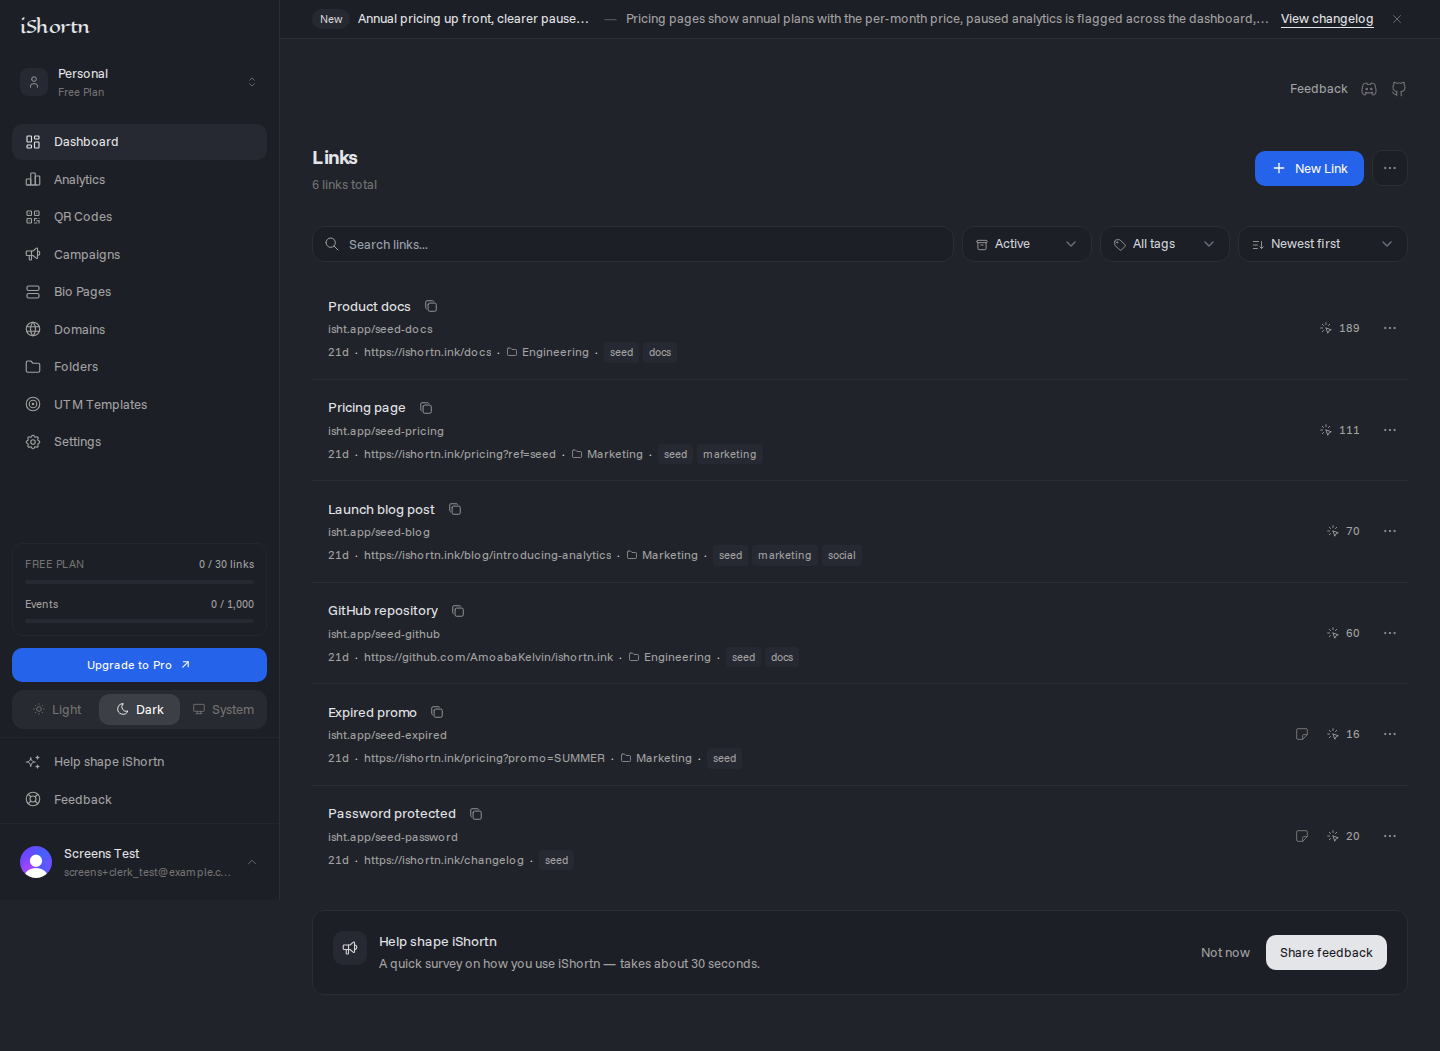 iShortn
Personal
Free Plan
Dashboard
Analytics
QR Codes
Campaigns
Bio Pages
Domains
Folders
UTM Templates
Settings
FREE PLAN 0 / 30 links
Events 0 / 1,000
Upgrade to Pro
Light Dark System
Help shape iShortn
Feedback
Screens Test
screens+clerk_test@example.c...
New Annual pricing up front, clearer pause... — Pricing pages show annual plans with the per-month price, paused analytics is flagged across the dashboard,... View changelog
Feedback
Links
6 links total
New Link
Search links...
Active
All tags
Newest first
Product docs
isht.app/seed-docs
21d · https://ishortn.ink/docs · Engineering · seed docs
189
Pricing page
isht.app/seed-pricing
21d · https://ishortn.ink/pricing?ref=seed · Marketing · seed marketing
111
Launch blog post
isht.app/seed-blog
21d · https://ishortn.ink/blog/introducing-analytics · Marketing · seed marketing social
70
GitHub repository
isht.app/seed-github
21d · https://github.com/AmoabaKelvin/ishortn.ink · Engineering · seed docs
60
Expired promo
isht.app/seed-expired
21d · https://ishortn.ink/pricing?promo=SUMMER · Marketing · seed
16
Password protected
isht.app/seed-password
21d · https://ishortn.ink/changelog · seed
20
Help shape iShortn
A quick survey on how you use iShortn — takes about 30 seconds.
Not now
Share feedback